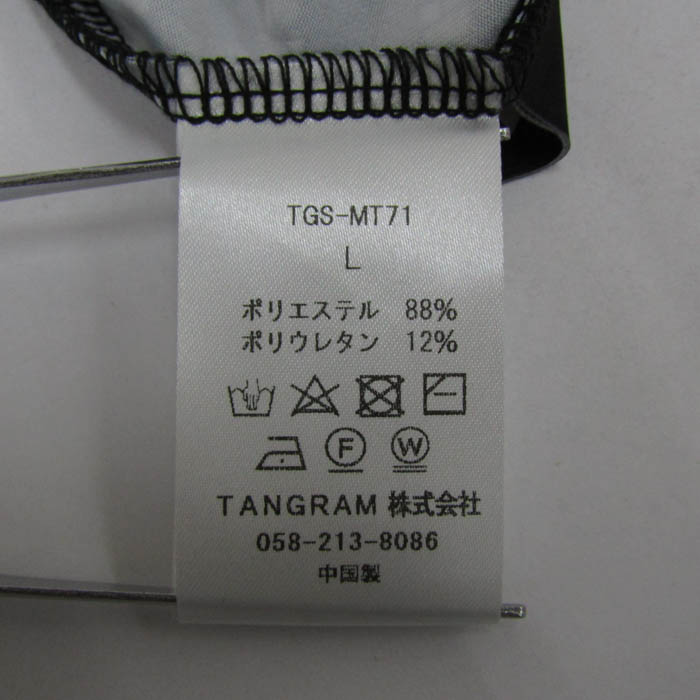 TGS-MT71
L
ポリエステル 88%
ポリウレタン 12%
F W
TANGRAM 株式会社
058-213-8086
中国製